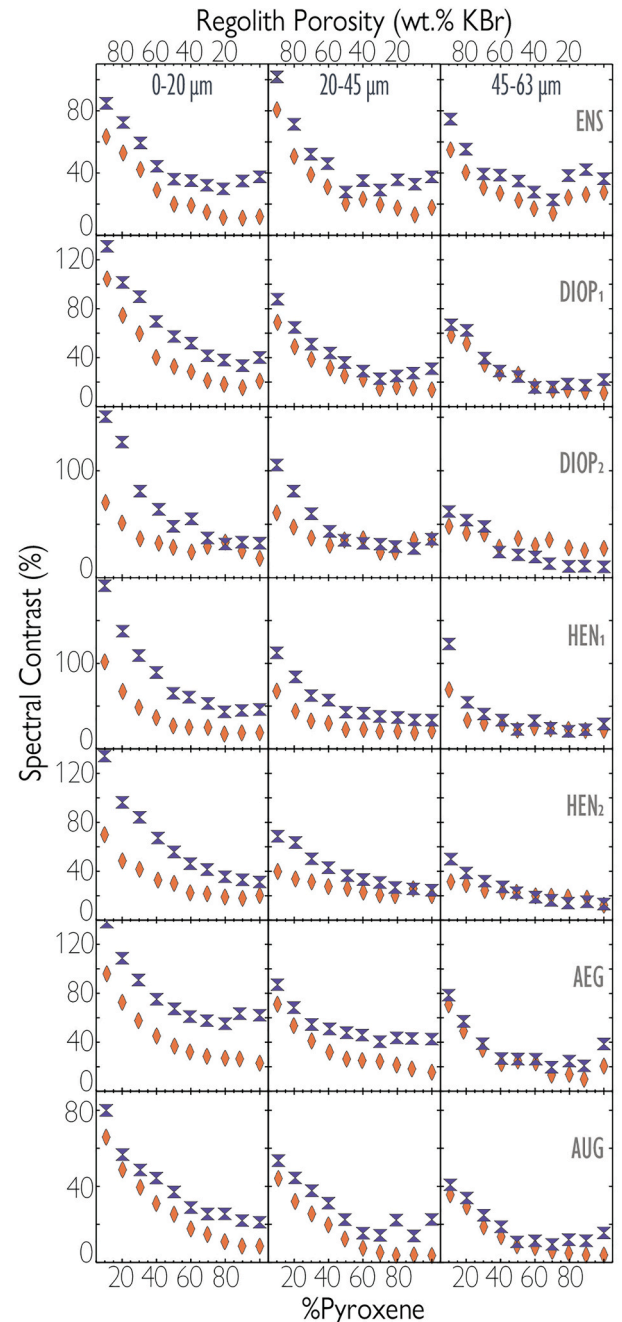 Regolith Porosity (wt.% KBr)
80 60 40 20 80 60 40 20 80 60 40 20
0-20 µm 20-45 µm 45-63 µm
80
40
0
ENS
120
80
40
0
DIOP₁
100
0
DIOP₂
100
0
HEN₁
120
80
40
0
HEN₂
120
80
40
0
AEG
80
40
0
AUG
Spectral Contrast (%)
20 40 60 80 20 40 60 80 20 40 60 80
%Pyroxene